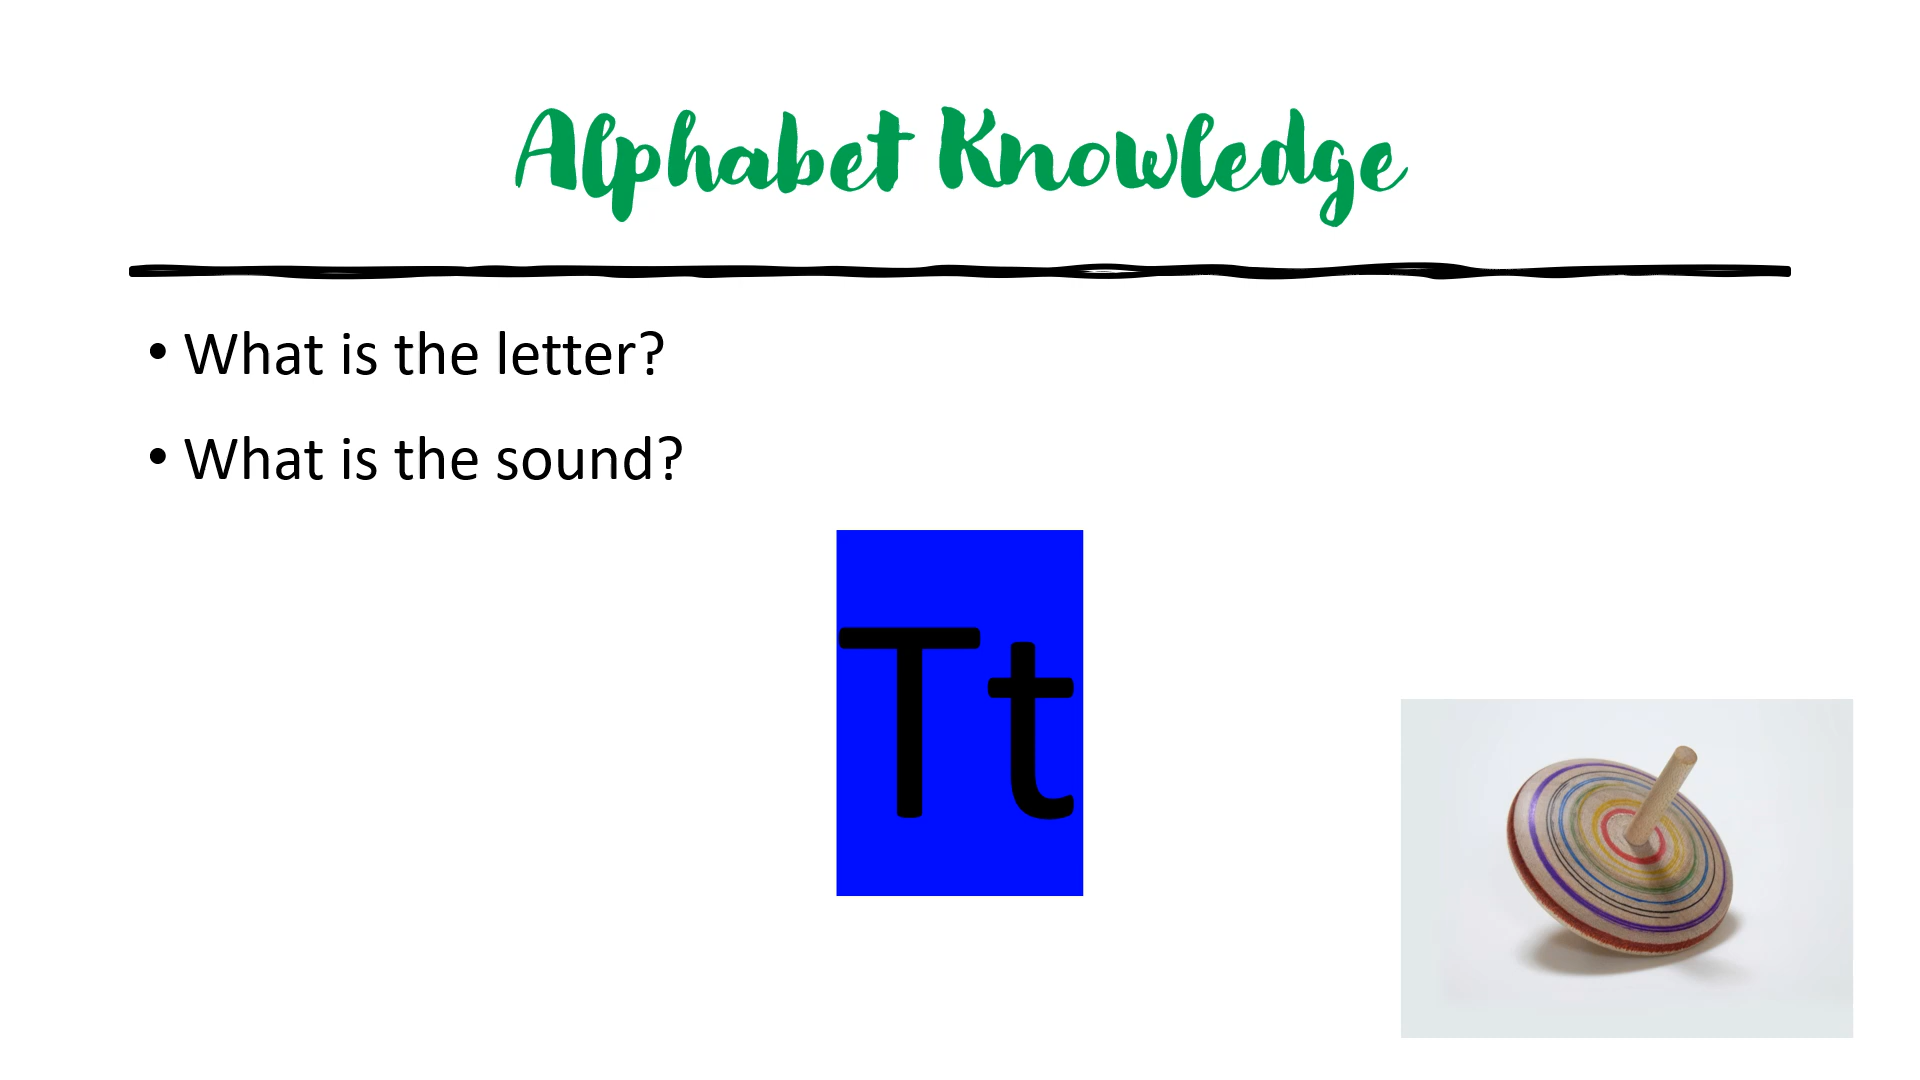 Alphabet Knowledge
• What is the letter?
• What is the sound?
Tt